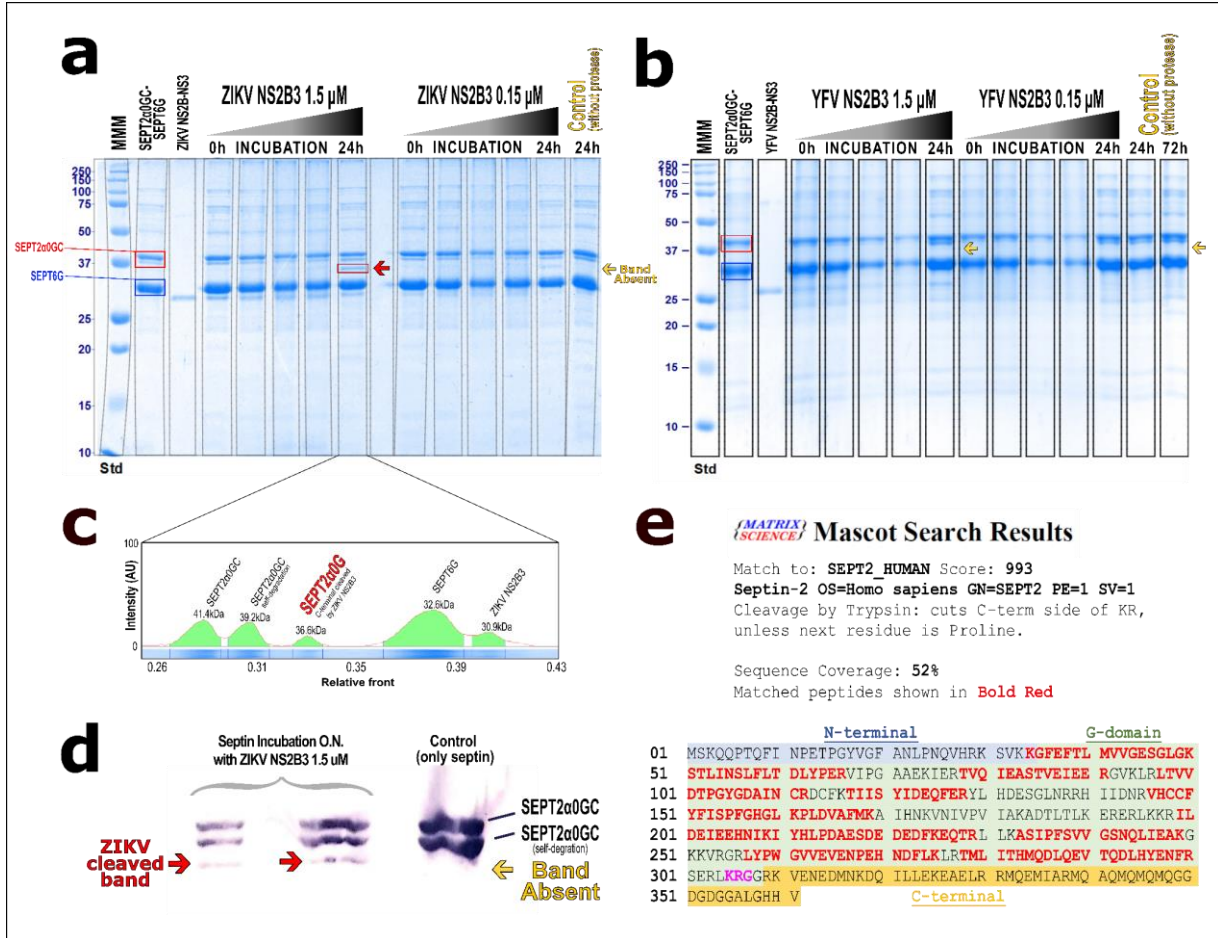 a
MMM
SEPT2α0GC-
SEPT6G
ZIKV NS2B-NS3
ZIKV NS2B3 1.5 µM
ZIKV NS2B3 0.15 µM
Control
(without protease)
0h INCUBATION 24h
0h INCUBATION 24h 24h
250
150
100
75
50
37
25
20
15
10
Std
SEPT2α0GC
SEPT6G
Band
Absent
b
MMM
SEPT2α0GC-
SEPT6G
YFV NS2B-NS3
YFV NS2B3 1.5 µM
YFV NS2B3 0.15 µM
Control
(without protease)
0h INCUBATION 24h
0h INCUBATION 24h 24h 72h
250
150
100
75
50
37
25
20
15
10
Std
c
Intensity (AU)
100
0
SEPT2α0GC
41.4kDa
SEPT2α0GC
self-degradation
39.2kDa
SEPT2α0G
C-terminal cleaved
by ZIKV NS2B3
36.6kDa
SEPT6G
32.6kDa
ZIKV NS2B3
30.9kDa
0.26 0.31 0.35 0.39 0.43
Relative front
d
Septin Incubation O.N.
with ZIKV NS2B3 1.5 uM
Control
(only septin)
SEPT2α0GC
SEPT2α0GC
(self-degration)
ZIKV
cleaved
band
Band
Absent
e
{MATRIX
{SCIENCE} Mascot Search Results
Match to: SEPT2_HUMAN Score: 993
Septin-2 OS=Homo sapiens GN=SEPT2 PE=1 SV=1
Cleavage by Trypsin: cuts C-term side of KR,
unless next residue is Proline.
Sequence Coverage: 52%
Matched peptides shown in Bold Red
N-terminal G-domain
01 MSKQQPTQFI NPETPGYVGF ANLPNQVHRK SVKKGFEFTL MVVGESGLGK
51 STLINSLFLT DLYPERVIPG AAEKIERTVQ IEASTVEIEE RGVKLRLTVV
101 DTPGYGDAIN CRDCFKTIIS YIDEQFERYL HDESGLNRRH IIDNRVHCCF
151 YFISPFGHGL KPLDVAFMKA IHNKVNIVPV IAKADTLTLK ERERLKKRIL
201 DEIEEHNIKI YHLPDAESDE DEDFKEQTRL LKASIPFSVV GSNQLIEAKG
251 KKVRGRLYPW GVVEVENPEH NDFLKLRTML ITHMQDLQEV TQDLHYENFR
301 SERLKRGGRK VENEDMNKDQ ILLEKEAELR RMQEMIARMQ AQMQMQMQGG
351 DGDGGALGHH V
C-terminal